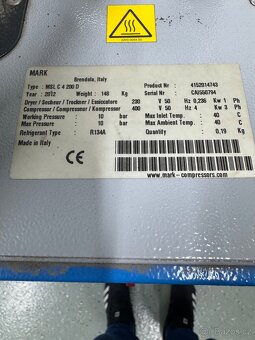 MARK
Brendola, Italy
Type MSL C 4 200 D Product Nr 4152014743
Year 2012 Weight 148 Kg Serial Nr CAI560794
Dryer / Secheur / Trockner / Essiccatore 230 V 50 Hz 0,236 Kw 1 Ph
Compressor / Compresseur / Kompressor 400 V 50 Hz 4 Kw 3 Ph
Working Pressure 10 bar Max Inlet Temp. 40 C
Max Pressure 10 bar Max Ambient Temp. 40 C
Refrigerant Type R134A Quantity 0,19 Kg
Made in Italy
CE
www.mark-compressors.com